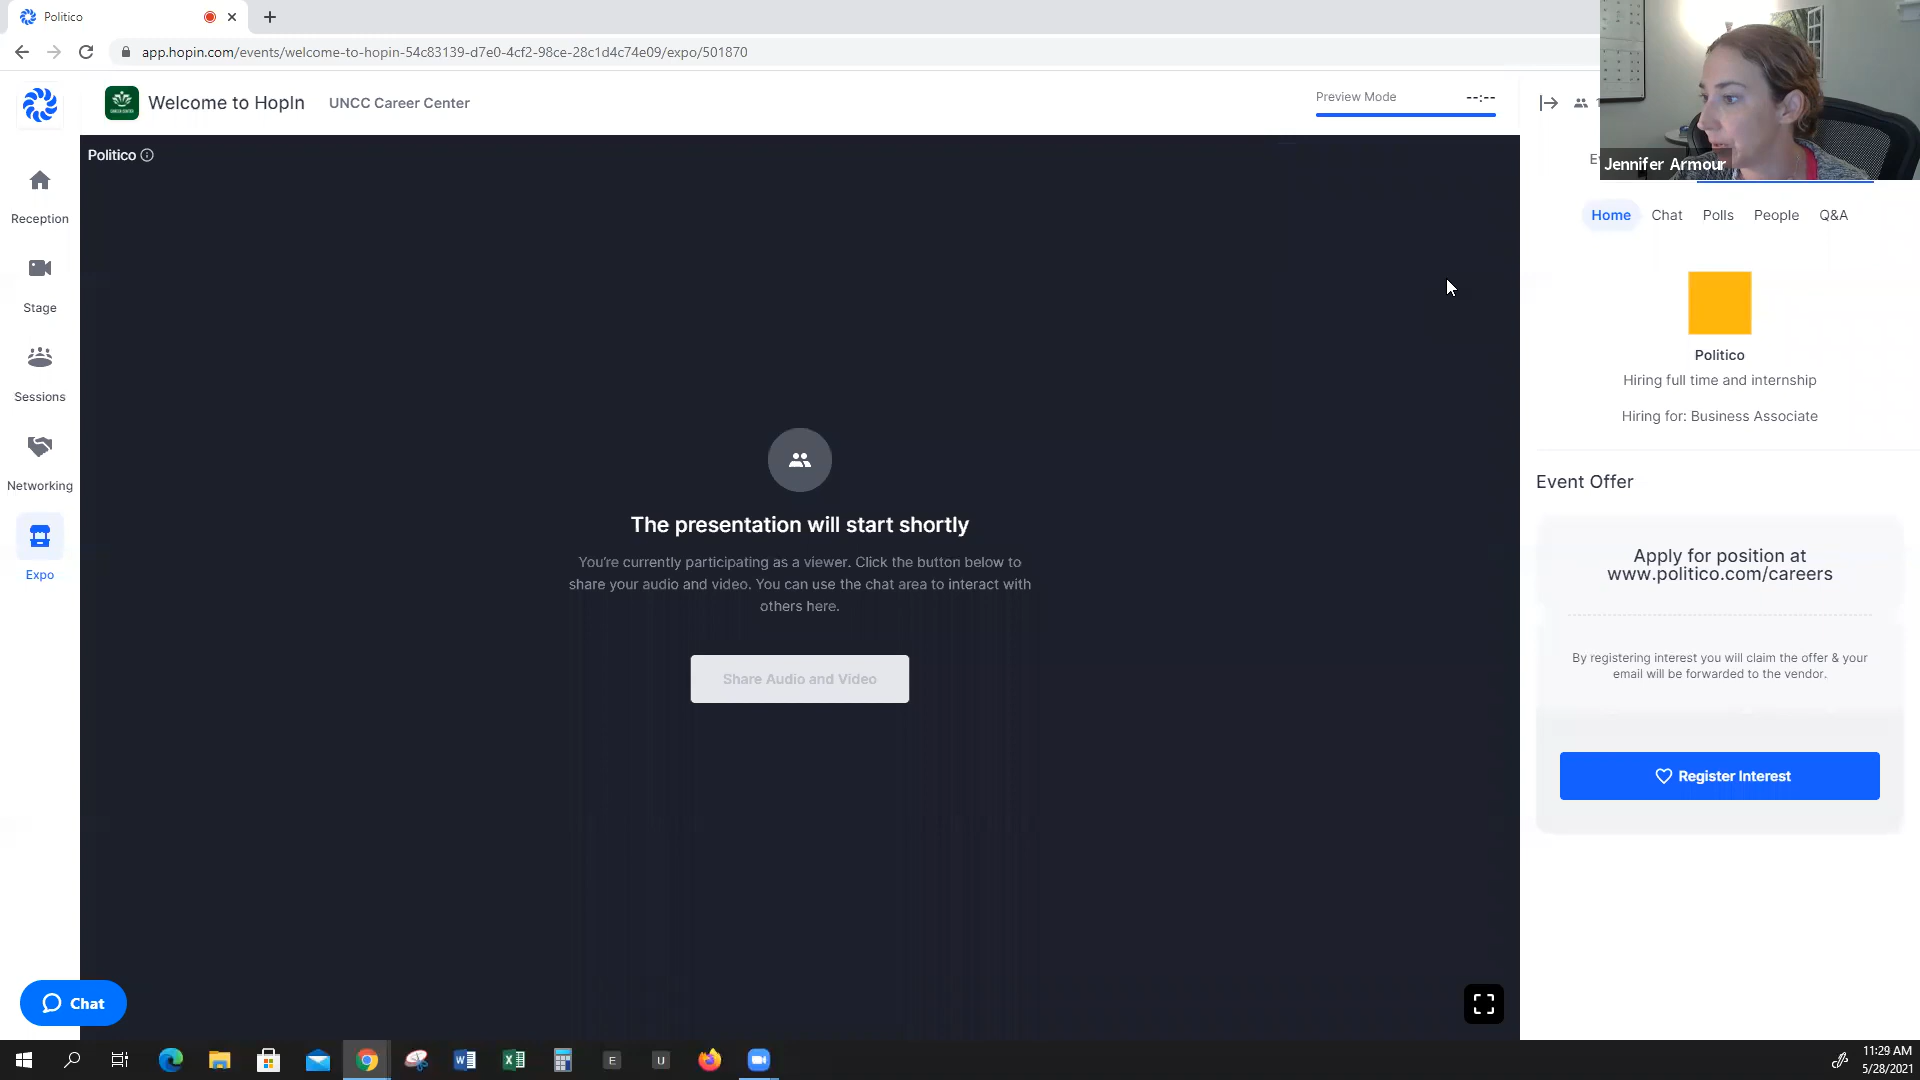 Politico
app.hopin.com/events/welcome-to-hopin-54c83139-d7e0-4cf2-98ce-28c1d4c74e09/expo/501870
Welcome to HopIn
UNCC Career Center
Preview Mode
--:--
Jennifer Armour
Politico
Reception
Stage
Sessions
Networking
Expo
The presentation will start shortly
You're currently participating as a viewer. Click the button below to
share your audio and video. You can use the chat area to interact with
others here.
Share Audio and Video
Home
Chat
Polls
People
Q&A
Politico
Hiring full time and internship
Hiring for: Business Associate
Event Offer
Apply for position at
www.politico.com/careers
By registering interest you will claim the offer & your
email will be forwarded to the vendor.
Register Interest
Chat
E
U
11:29 AM
5/28/2021